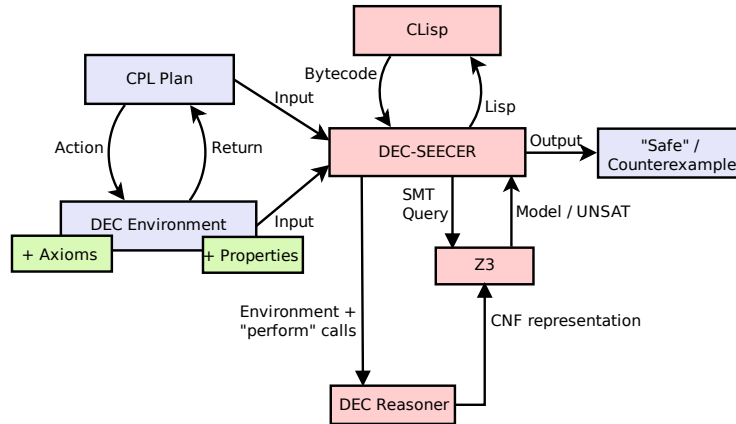 CLisp
CPL Plan
Bytecode
Input
Lisp
Action
Return
DEC-SEECER
Output
"Safe" /
Counterexample
DEC Environment
Input
SMT
Query
Model / UNSAT
+ Axioms
+ Properties
Z3
Environment +
"perform" calls
CNF representation
DEC Reasoner